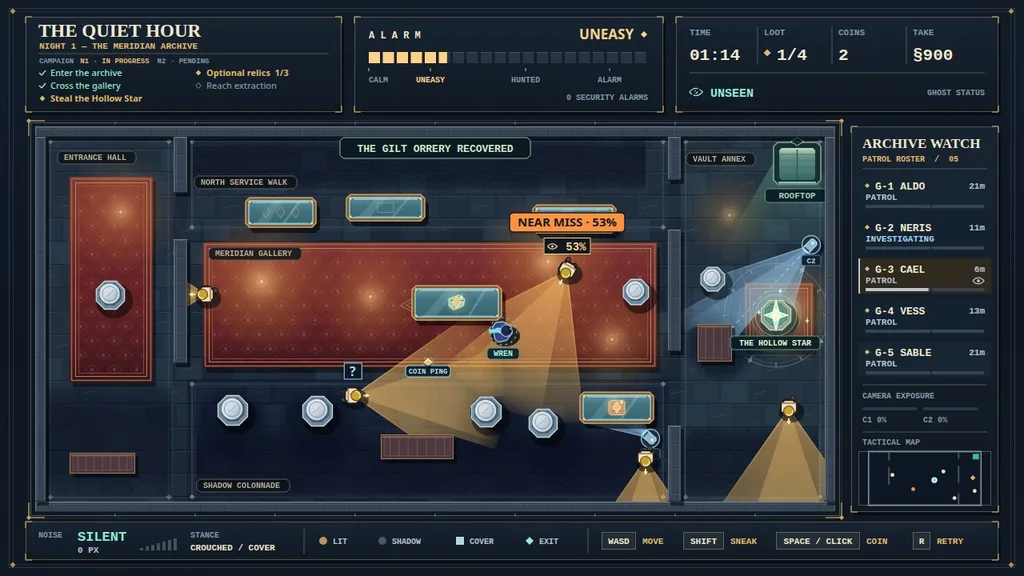 THE QUIET HOUR
NIGHT 1 — THE MERIDIAN ARCHIVE
CAMPAIGN N1 · IN PROGRESS N2 · PENDING
Enter the archive
Cross the gallery
Steal the Hollow Star
Optional relics 1/3
Reach extraction
ALARM
UNEASY
CALM UNEASY HUNTED ALARM
0 SECURITY ALARMS
TIME LOOT COINS TAKE
01:14 1/4 2 §900
UNSEEN
GHOST STATUS
ENTRANCE HALL
THE GILT ORRERY RECOVERED
VAULT ANNEX
NORTH SERVICE WALK
ROOFTOP
NEAR MISS · 53%
53%
MERIDIAN GALLERY
C2
WREN
THE HOLLOW STAR
?
COIN PING
SHADOW COLONNADE
ARCHIVE WATCH
PATROL ROSTER / 05
G-1 ALDO 21m
PATROL
G-2 NERIS 11m
INVESTIGATING
G-3 CAEL 6m
PATROL
G-4 VESS 13m
PATROL
G-5 SABLE 21m
PATROL
CAMERA EXPOSURE
C1 0% C2 0%
TACTICAL MAP
NOISE SILENT
0 PX
STANCE
CROUCHED / COVER
LIT SHADOW COVER EXIT
WASD MOVE SHIFT SNEAK SPACE / CLICK COIN R RETRY